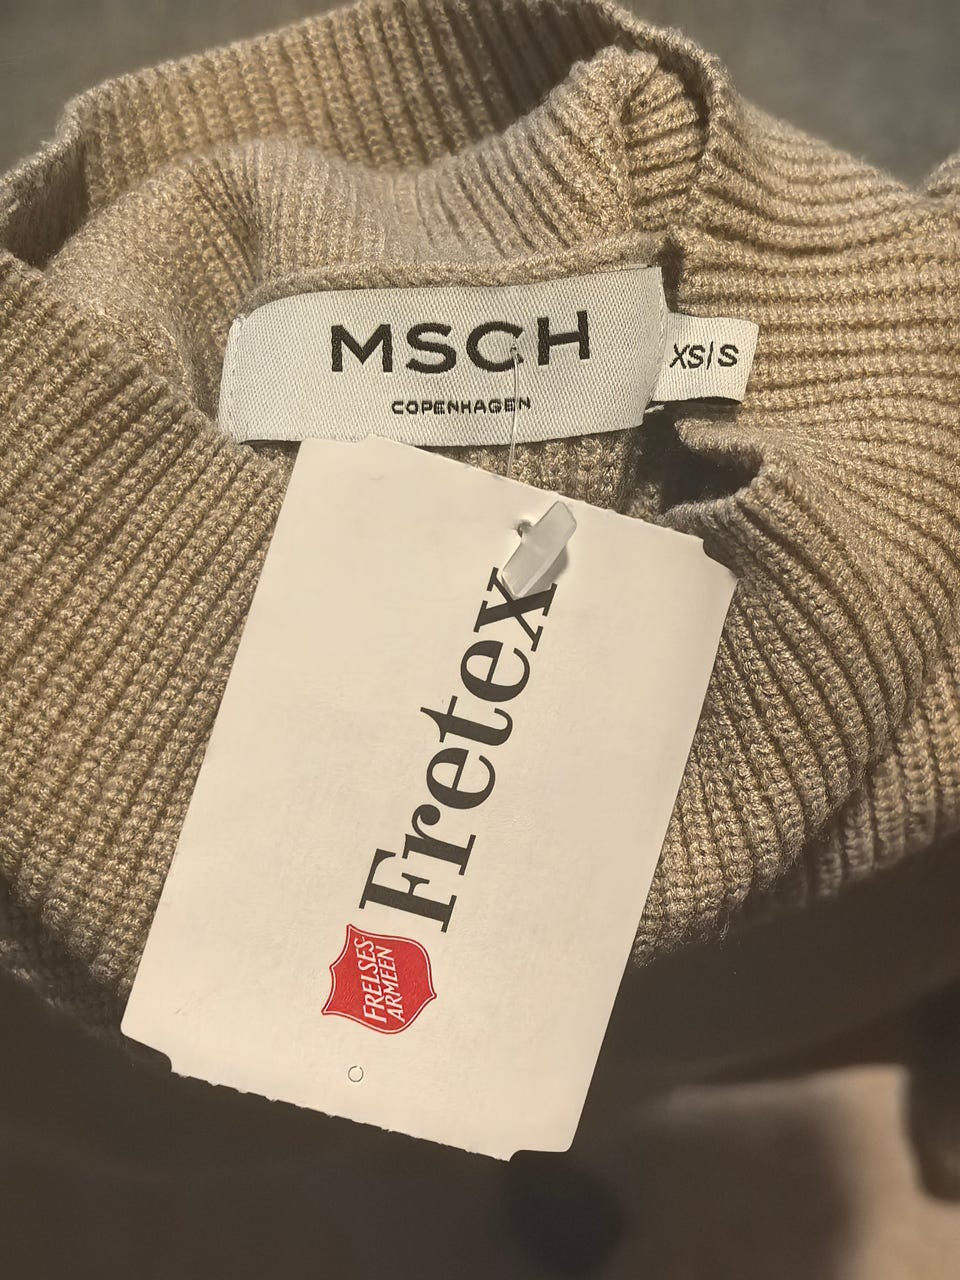 MSCH
COPENHAGEN
XS/S
Fretex
FRELSES
ARMEEN